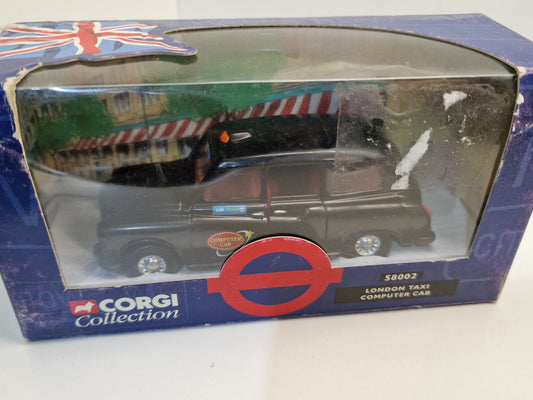 COMPUTER
CAB
CORGI
Collection
58002
LONDON TAXI
COMPUTER CAB